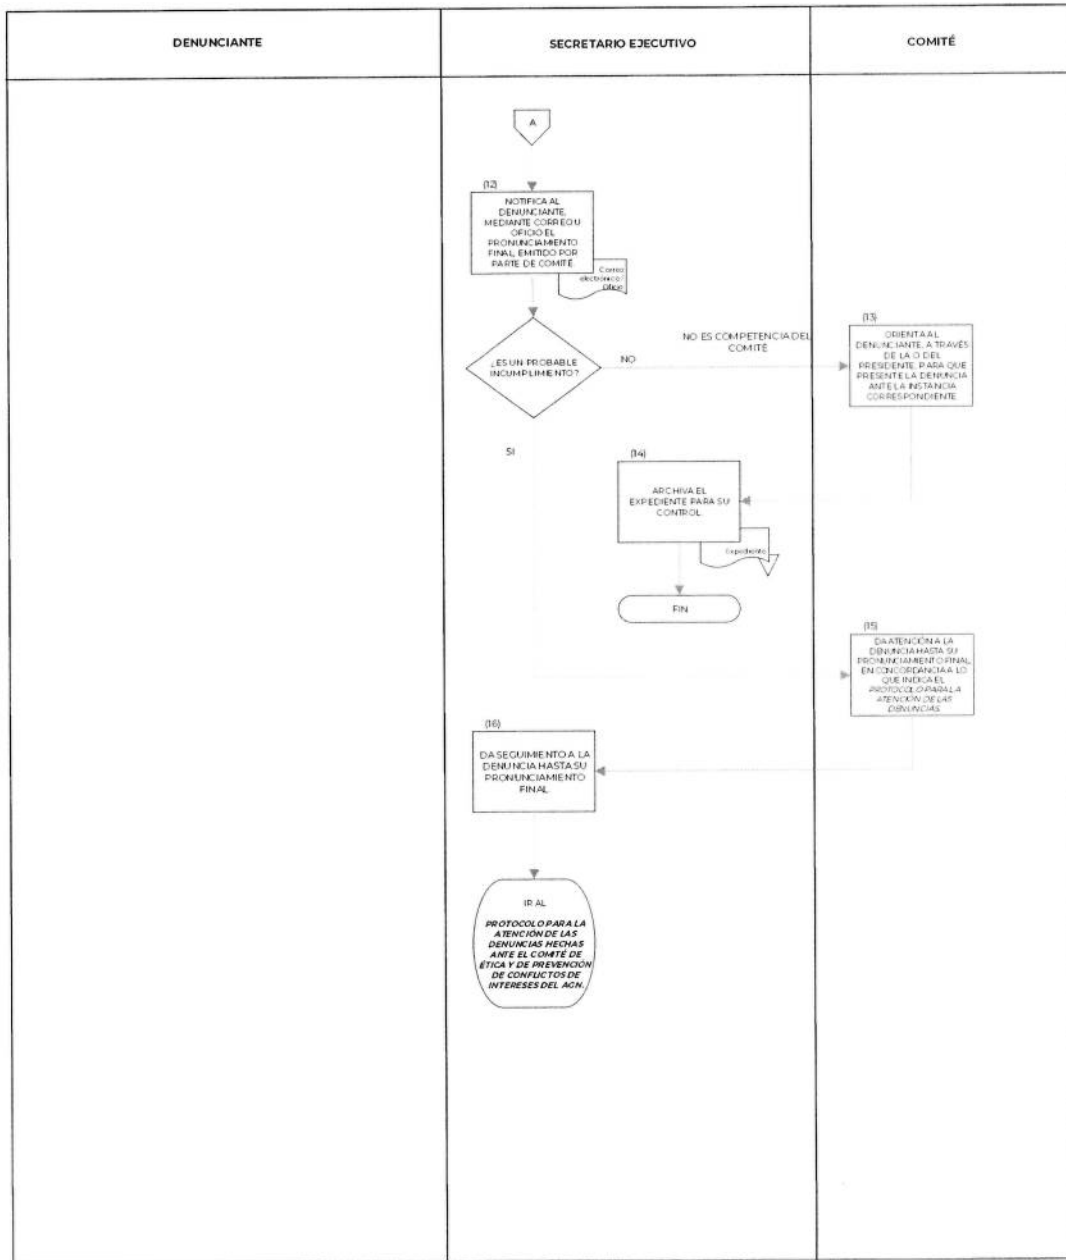 DENUNCIANTE
SECRETARIO EJECUTIVO
COMITÉ
A
(12)
NOTIFICA AL
DENUNCIANTE,
MEDIANTE CORREO U
OFICIO EL
PRONUNCIAMIENTO
FINAL, EMITIDO POR
PARTE DE COMITÉ
Correo
electrónico /
Oficio
¿ES UN PROBABLE
INCUMPLIMIENTO?
NO
NO ES COMPETENCIA DEL
COMITÉ
(13)
ORIENTA AL
DENUNCIANTE, A TRAVÉS
DE LA O DEL
PRESIDENTE, PARA QUE
PRESENTE LA DENUNCIA
ANTE LA INSTANCIA
CORRESPONDIENTE
SI
(14)
ARCHIVA EL
EXPEDIENTE PARA SU
CONTROL.
Expediente
FIN
(15)
DA ATENCIÓN A LA
DENUNCIA HASTA SU
PRONUNCIAMIENTO FINAL,
EN CONCORDANCIA A LO
QUE INDICA EL
PROTOCOLO PARA LA
ATENCIÓN DE LAS
DENUNCIAS.
(16)
DA SEGUIMIENTO A LA
DENUNCIA HASTA SU
PRONUNCIAMIENTO
FINAL
IR AL
PROTOCOLO PARA LA
ATENCIÓN DE LAS
DENUNCIAS HECHAS
ANTE EL COMITÉ DE
ÉTICA Y DE PREVENCIÓN
DE CONFLICTOS DE
INTERESES DEL AGN.